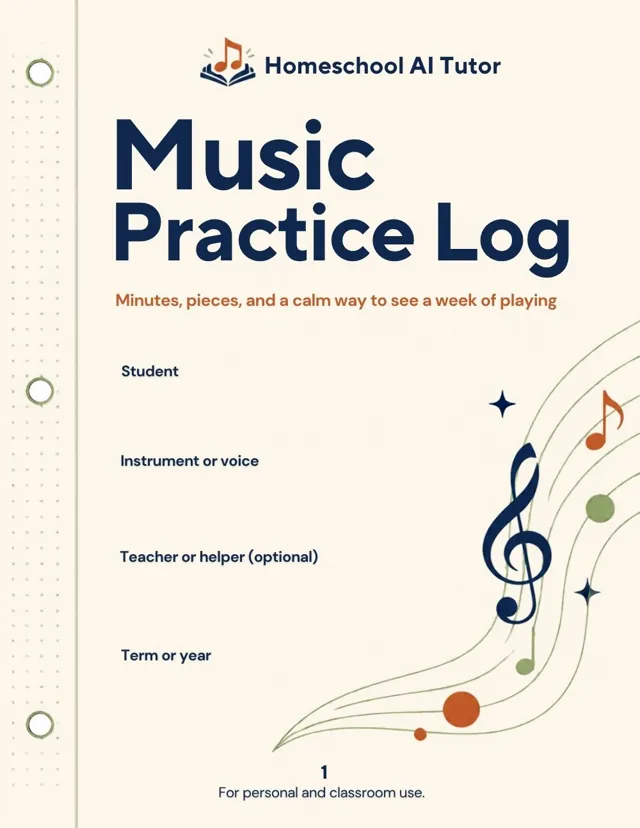 Homeschool AI Tutor
Music
Practice Log
Minutes, pieces, and a calm way to see a week of playing
Student
Instrument or voice
Teacher or helper (optional)
Term or year
1
For personal and classroom use.